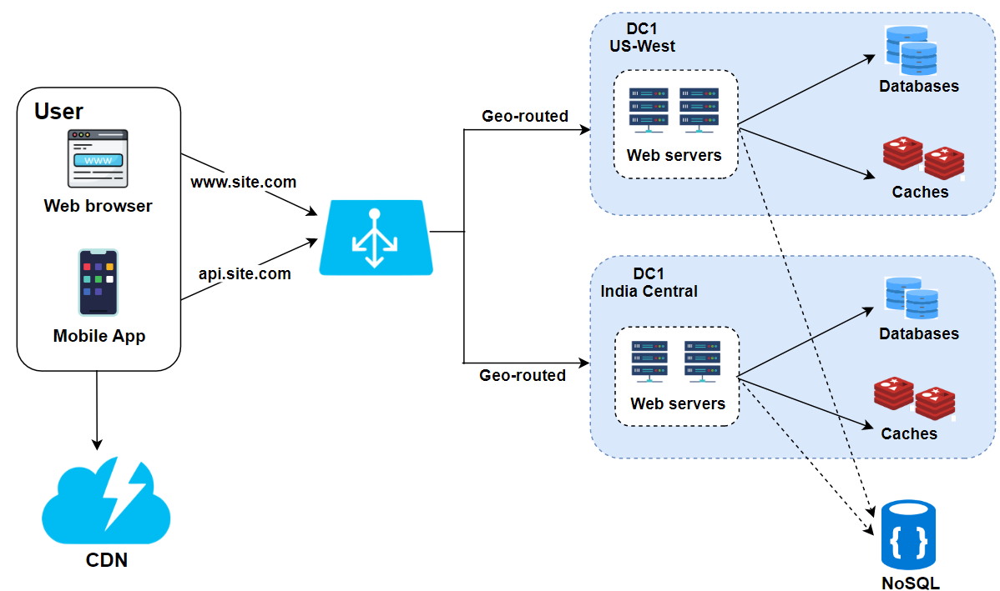 User
WWW
Web browser
Mobile App
CDN
www.site.com
api.site.com
Geo-routed
Geo-routed
DC1
US-West
Web servers
Databases
Caches
DC1
India Central
Web servers
Databases
Caches
{ }
NoSQL